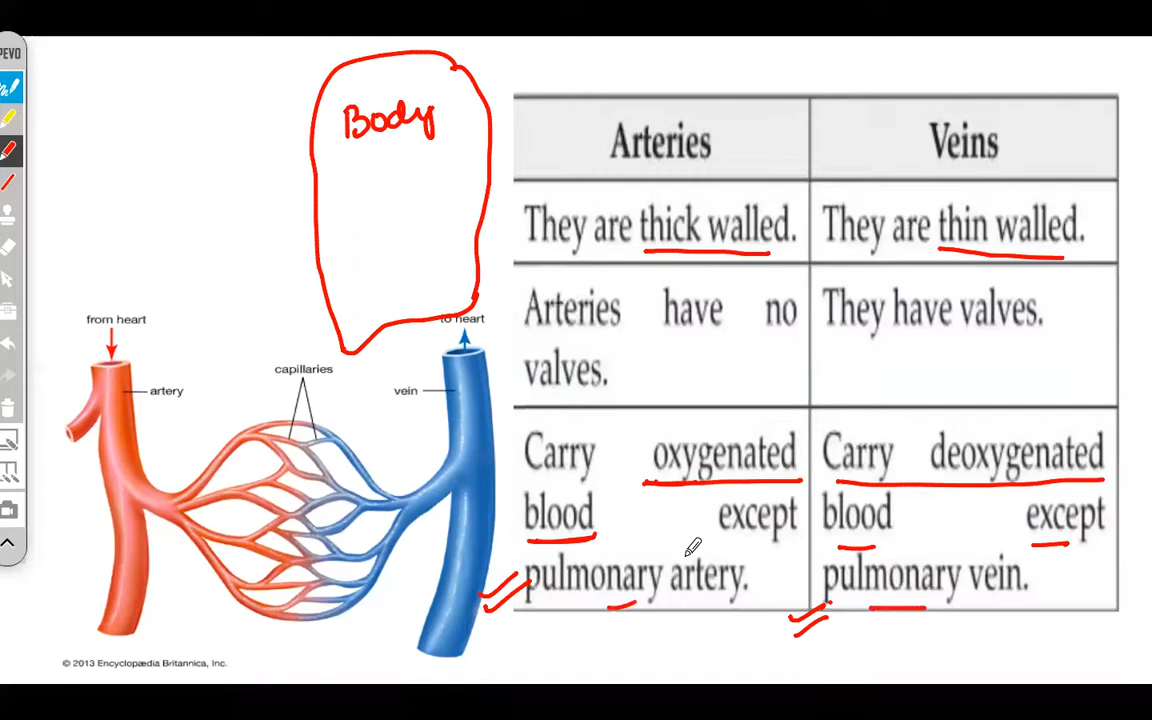 PEVO
Body
Arteries
Veins
They are thick walled.
They are thin walled.
Arteries have no
valves.
They have valves.
Carry oxygenated
blood except
pulmonary artery.
Carry deoxygenated
blood except
pulmonary vein.
from heart
to heart
artery
capillaries
vein
© 2013 Encyclopædia Britannica, Inc.